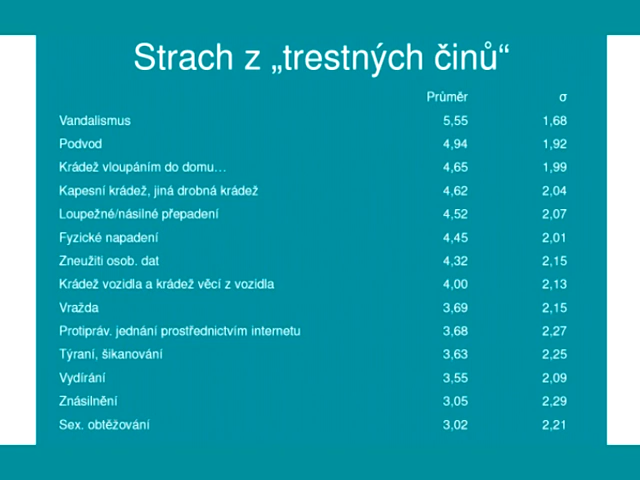 Strach z „trestných činů“
Průměr σ
Vandalismus 5,55 1,68
Podvod 4,94 1,92
Krádež vloupáním do domu… 4,65 1,99
Kapesní krádež, jiná drobná krádež 4,62 2,04
Loupežné/násilné přepadení 4,52 2,07
Fyzické napadení 4,45 2,01
Zneužiti osob. dat 4,32 2,15
Krádež vozidla a krádež věcí z vozidla 4,00 2,13
Vražda 3,69 2,15
Protipráv. jednání prostřednictvím internetu 3,68 2,27
Týraní, šikanování 3,63 2,25
Vydírání 3,55 2,09
Znásilnění 3,05 2,29
Sex. obtěžování 3,02 2,21